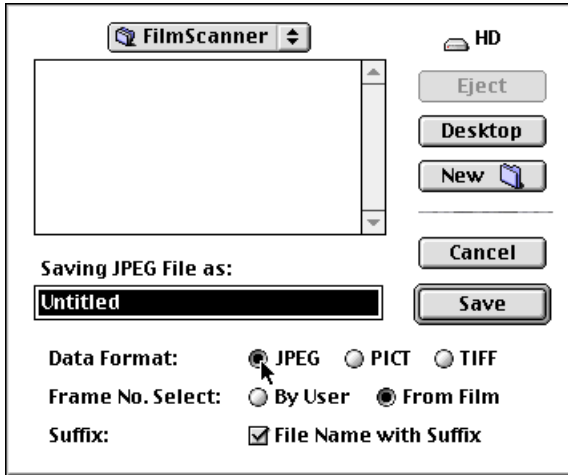 FilmScanner
HD
Eject
Desktop
New
Cancel
Saving JPEG File as:
Untitled
Save
Data Format: JPEG PICT TIFF
Frame No. Select: By User From Film
Suffix: File Name with Suffix